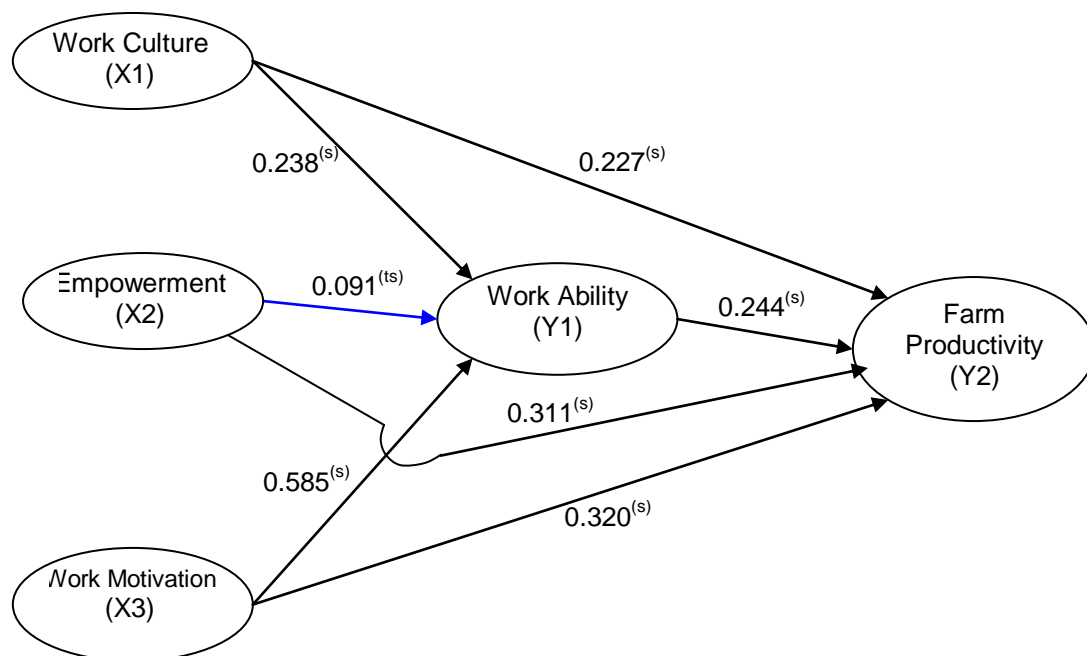 Work Culture
(X1)
0.227(s)
0.238(s)
Empowerment
(X2)
0.091(ts)
Work Ability
(Y1)
0.244(s)
Farm
Productivity
(Y2)
0.311(s)
0.585(s)
0.320(s)
Work Motivation
(X3)